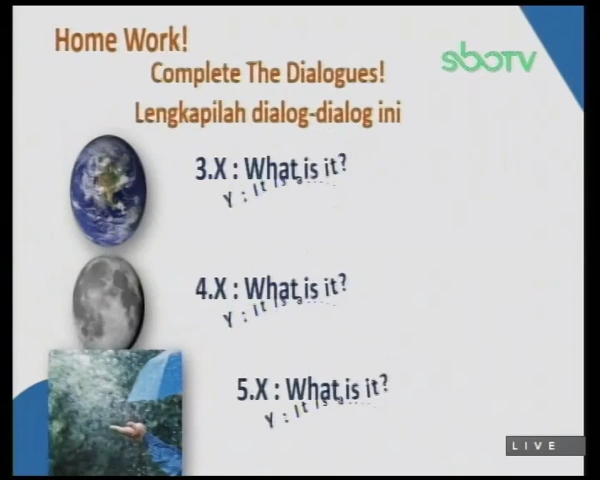 Home Work!
sboTV
Complete The Dialogues!
Lengkapilah dialog-dialog ini
3.X : What is it?
Y : It is a .....
4.X : What is it?
Y : It is a .....
5.X : What is it?
Y : It is a .....
LIVE